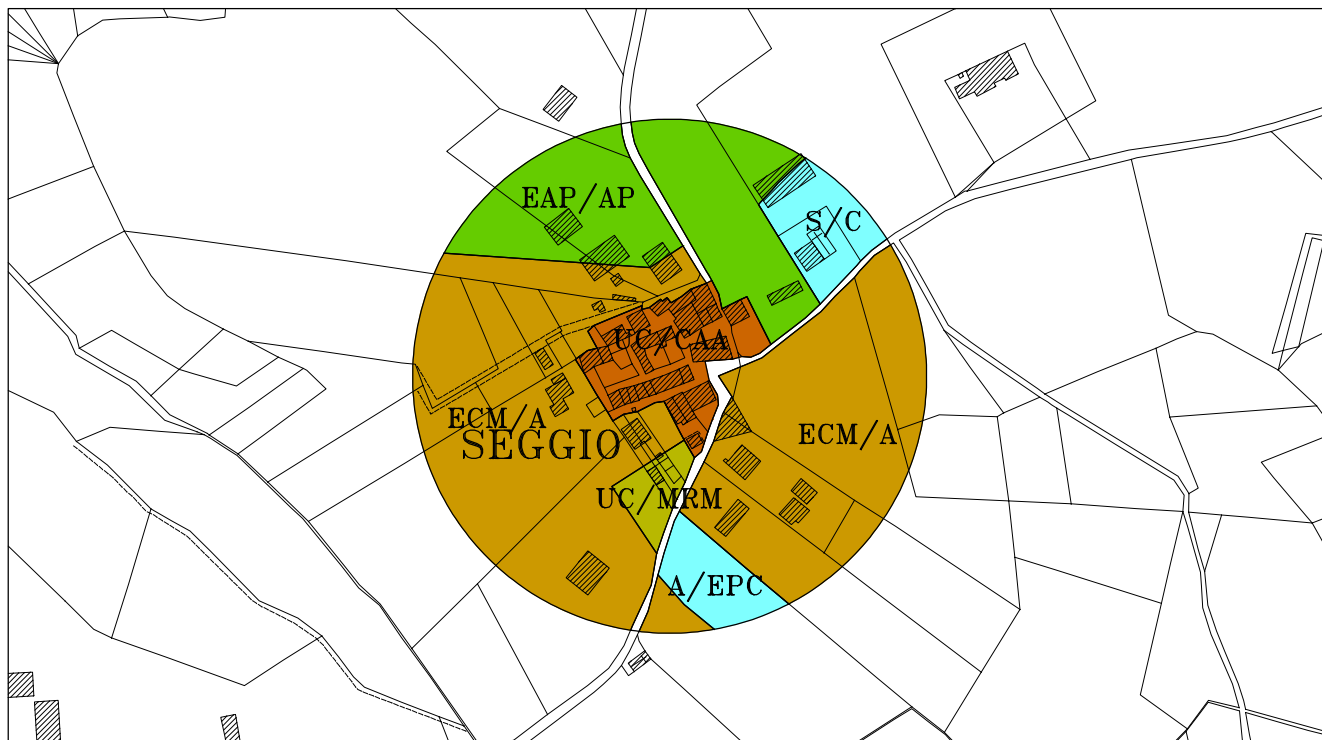 EAP/AP
S/C
UC/CAA
ECM/A
ECM/A
SEGGIO
UC/MRM
A/EPC